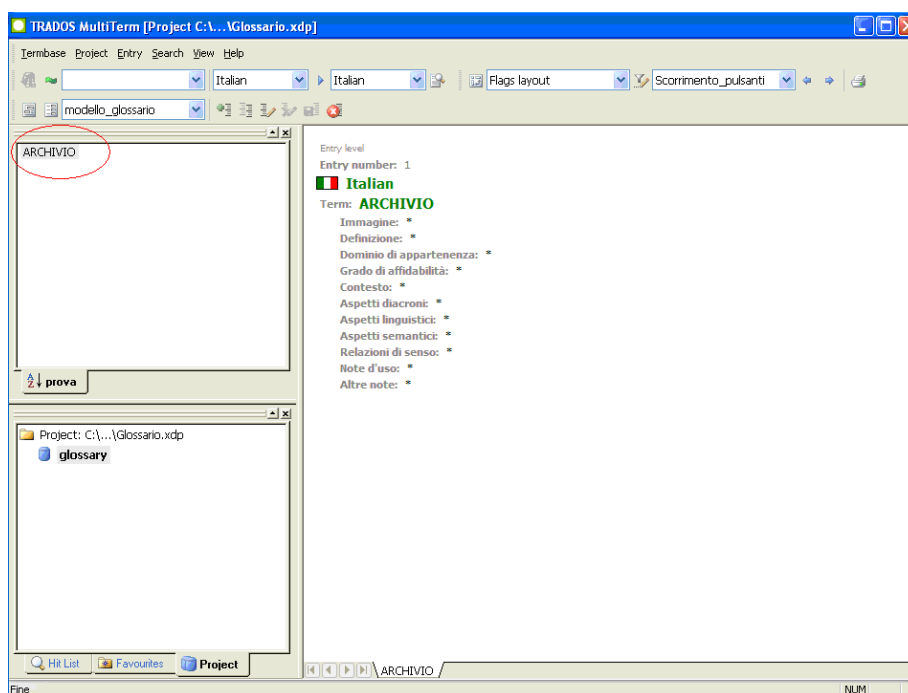 TRADOS MultiTerm [Project C:\...\Glossario.xdp]
Termbase Project Entry Search View Help
Italian Italian Flags layout Scorrimento_pulsanti
modello_glossario
ARCHIVIO
prova
Project: C:\...\Glossario.xdp
glossary
Hit List Favourites Project
Entry level
Entry number: 1
Italian
Term: ARCHIVIO
Immagine: *
Definizione: *
Dominio di appartenenza: *
Grado di affidabilità: *
Contesto: *
Aspetti diacroni: *
Aspetti linguistici: *
Aspetti semantici: *
Relazioni di senso: *
Note d'uso: *
Altre note: *
ARCHIVIO
Fine NUM